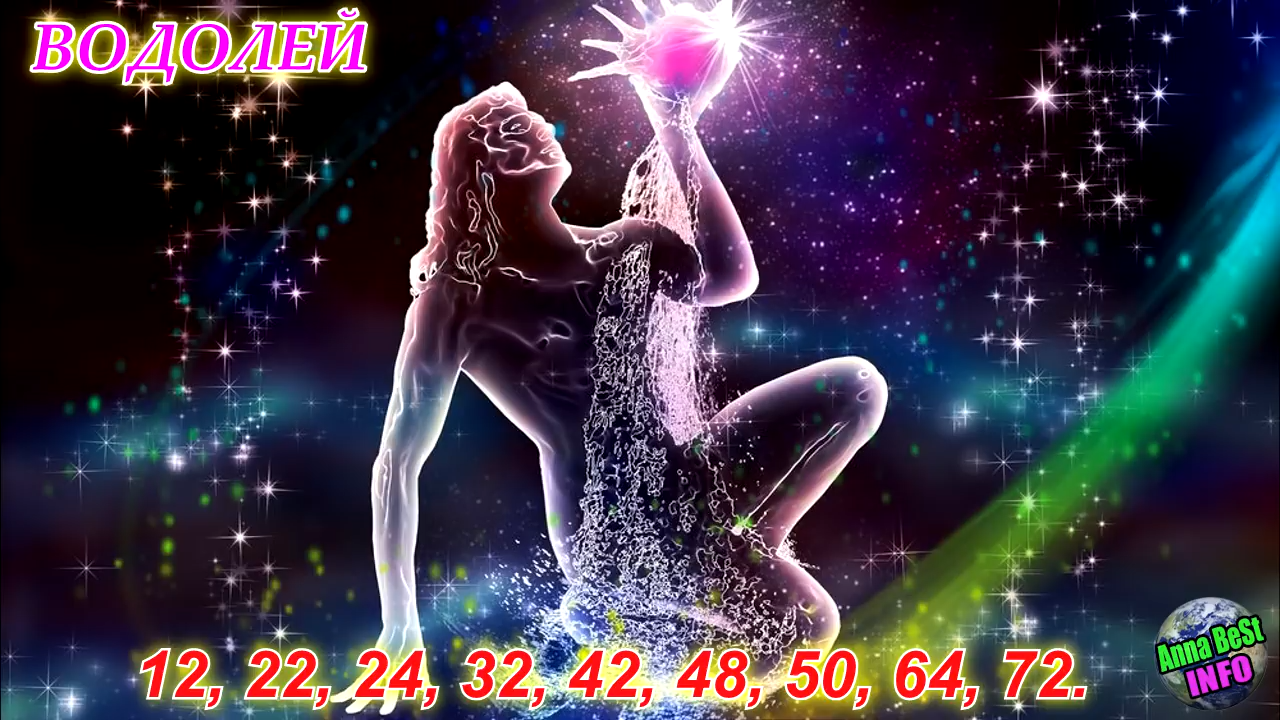 ВОДОЛЕЙ
12, 22, 24, 32, 42, 48, 50, 64, 72.
Anna BeSt
INFO